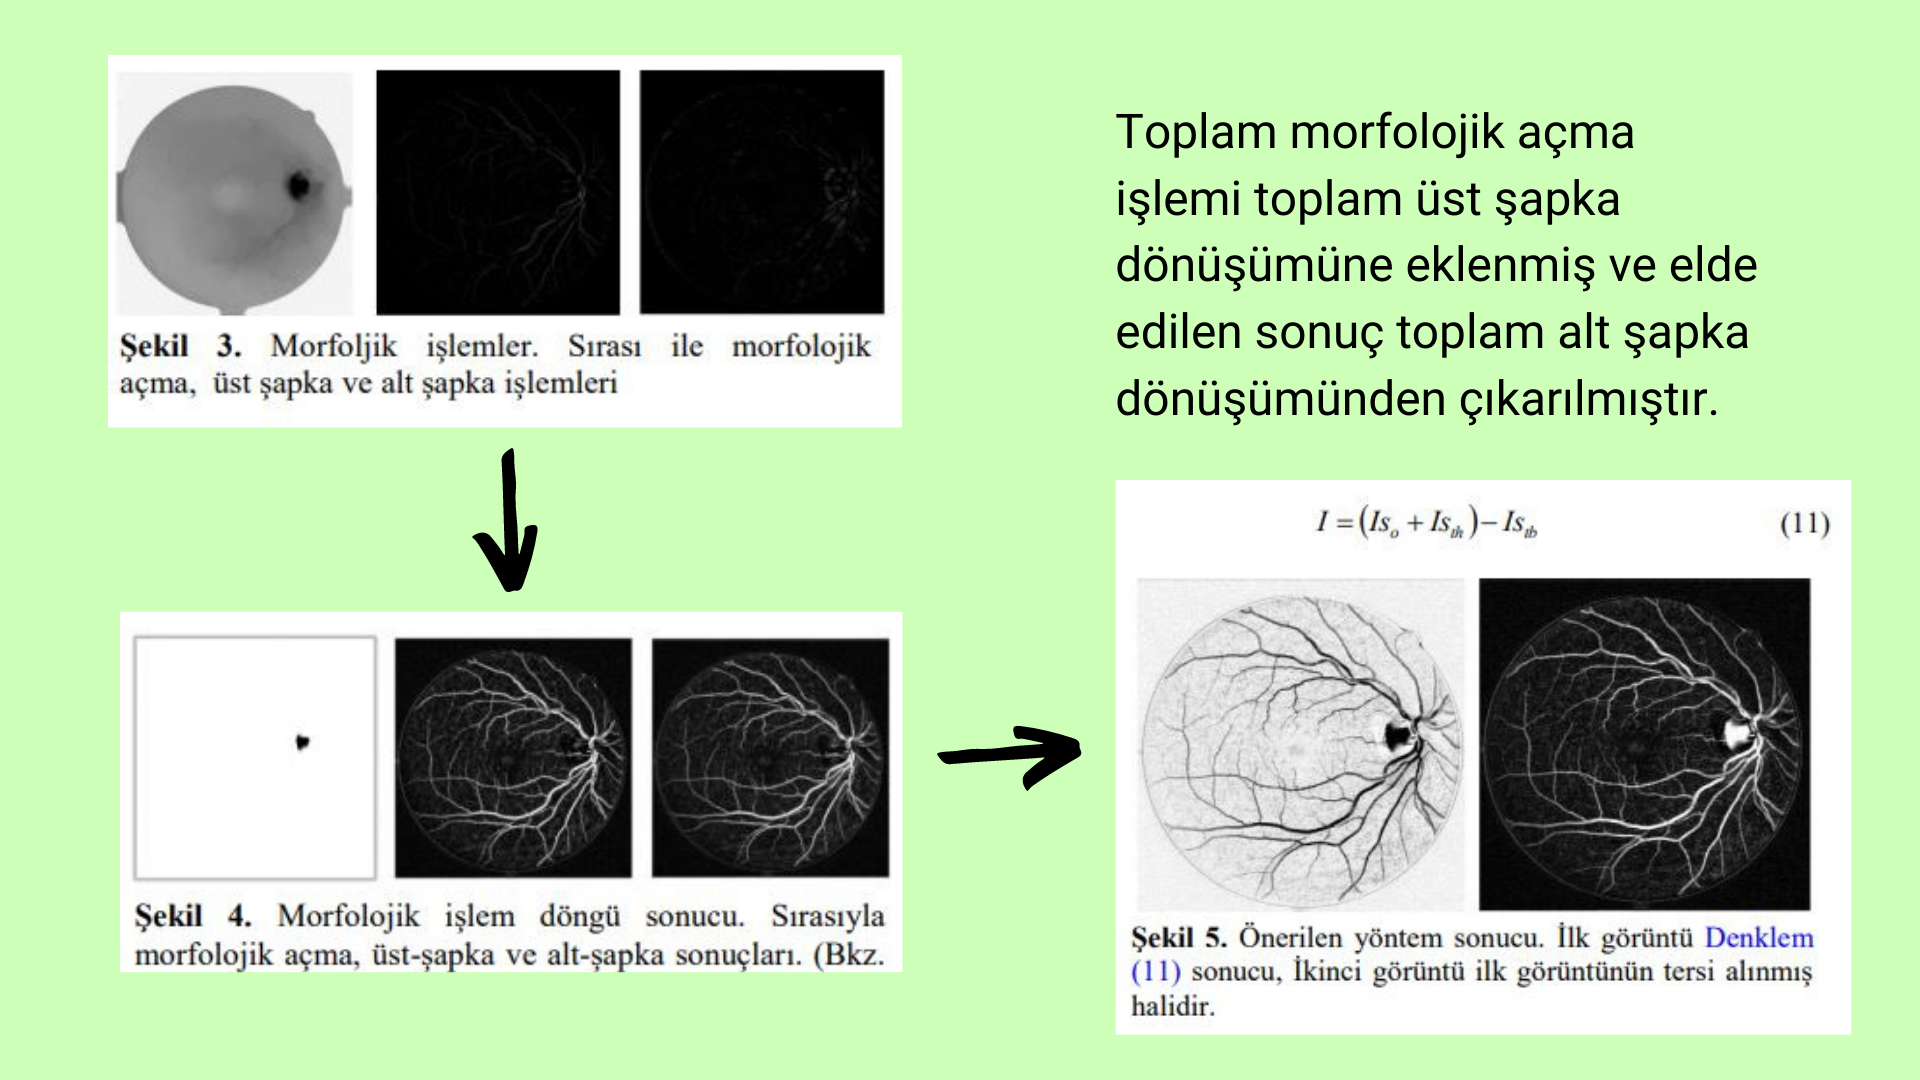 Şekil 3. Morfoljik işlemler. Sırası ile morfolojik
açma, üst şapka ve alt şapka işlemleri
Şekil 4. Morfolojik işlem döngü sonucu. Sırasıyla
morfolojik açma, üst-şapka ve alt-şapka sonuçları. (Bkz.
Toplam morfolojik açma
işlemi toplam üst şapka
dönüşümüne eklenmiş ve elde
edilen sonuç toplam alt şapka
dönüşümünden çıkarılmıştır.
I = (Is_o + Is_th) − Is_tb (11)
Şekil 5. Önerilen yöntem sonucu. İlk görüntü Denklem
(11) sonucu, İkinci görüntü ilk görüntünün tersi alınmış
halidir.